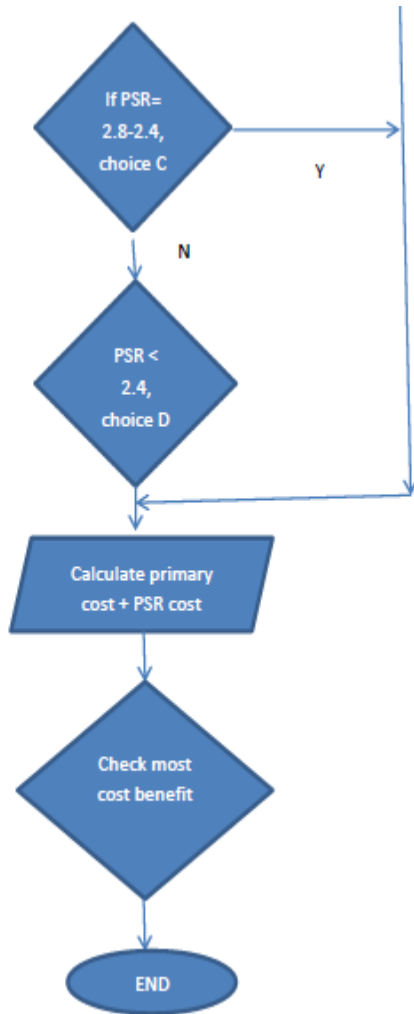 If PSR=
2.8-2.4,
choice C
Y
N
PSR <
2.4,
choice D
Calculate primary
cost + PSR cost
Check most
cost benefit
END